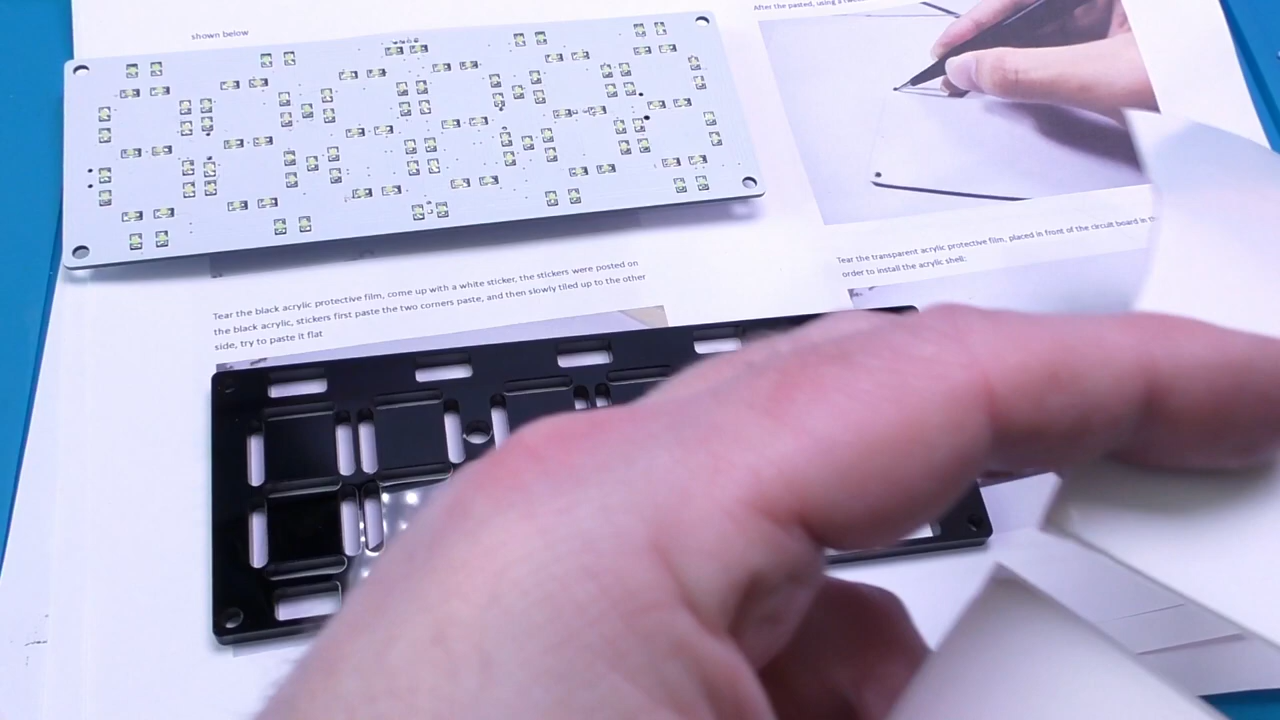 shown below
After the pasted, using a
Tear the transparent acrylic protective film, placed in front of the circuit board in
order to install the acrylic shell;
Tear the black acrylic protective film, come up with a white sticker, the stickers were posted on
the black acrylic, stickers first paste the two corners paste, and then slowly tiled up to the other
side, try to paste it flat